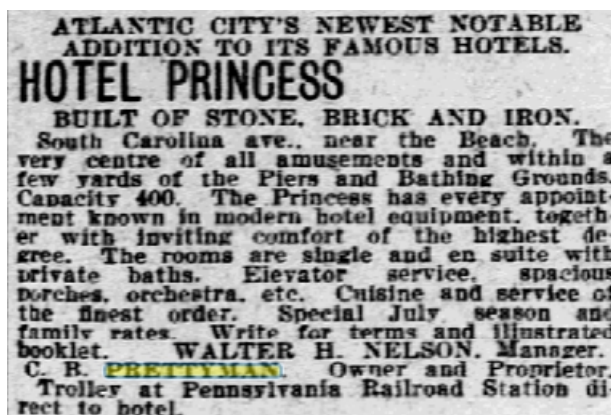 ATLANTIC CITY'S NEWEST NOTABLE
ADDITION TO ITS FAMOUS HOTELS.
HOTEL PRINCESS
BUILT OF STONE, BRICK AND IRON.
South Carolina ave., near the Beach. The
very centre of all amusements and within a
few yards of the Piers and Bathing Grounds.
Capacity 400. The Princess has every appoint-
ment known in modern hotel equipment, togeth-
er with inviting comfort of the highest de-
gree. The rooms are single and en suite with
private baths. Elevator service, spacious
porches, orchestra, etc. Cuisine and service of
the finest order. Special July season and
family rates. Write for terms and illustrated
booklet. WALTER H. NELSON, Manager.
C. B. PRETTYMAN, Owner and Proprietor.
Trolley at Pennsylvania Railroad Station di-
rect to hotel.